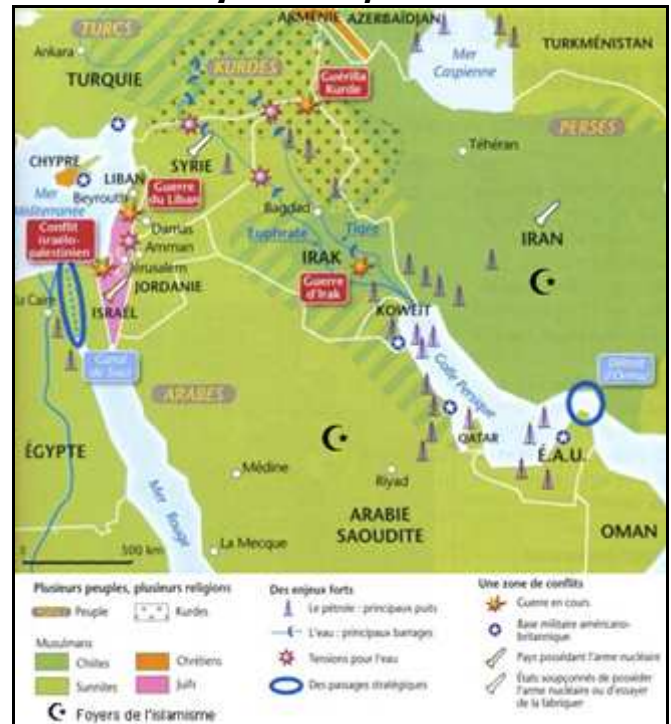 ARMÉNIE AZERBAÏDJAN
TURCS
Ankara
Mer
Caspienne
TURKMÉNISTAN
TURQUIE
KURDES
Guérilla
Kurde
PERSES
Téhéran
CHYPRE
SYRIE
LIBAN
Beyrouth
Guerre
du Liban
Mer
Méditerranée
Bagdad
Damas
Conflit
israélo-
palestinien
Euphrate
Tigre
IRAN
Amman
IRAK
Jérusalem
Guerre
d'Irak
JORDANIE
Le Caire
ISRAËL
KOWEÏT
Canal
de Suez
Golfe Persique
Détroit
d'Ormuz
ARABES
ÉGYPTE
QATAR
É.A.U.
Médine
Riyad
Mer Rouge
ARABIE
SAOUDITE
OMAN
500 km
La Mecque
Plusieurs peuples, plusieurs religions
Peuple
Kurdes
Musulmans
Chiites
Chrétiens
Sunnites
Juifs
Foyers de l'islamisme
Des enjeux forts
Le pétrole : principaux puits
L'eau : principaux barrages
Tensions pour l'eau
Des passages stratégiques
Une zone de conflits
Guerre en cours
Base militaire américano-
britannique
Pays possédant l'arme nucléaire
États soupçonnés de posséder
l'arme nucléaire ou d'essayer
de la fabriquer